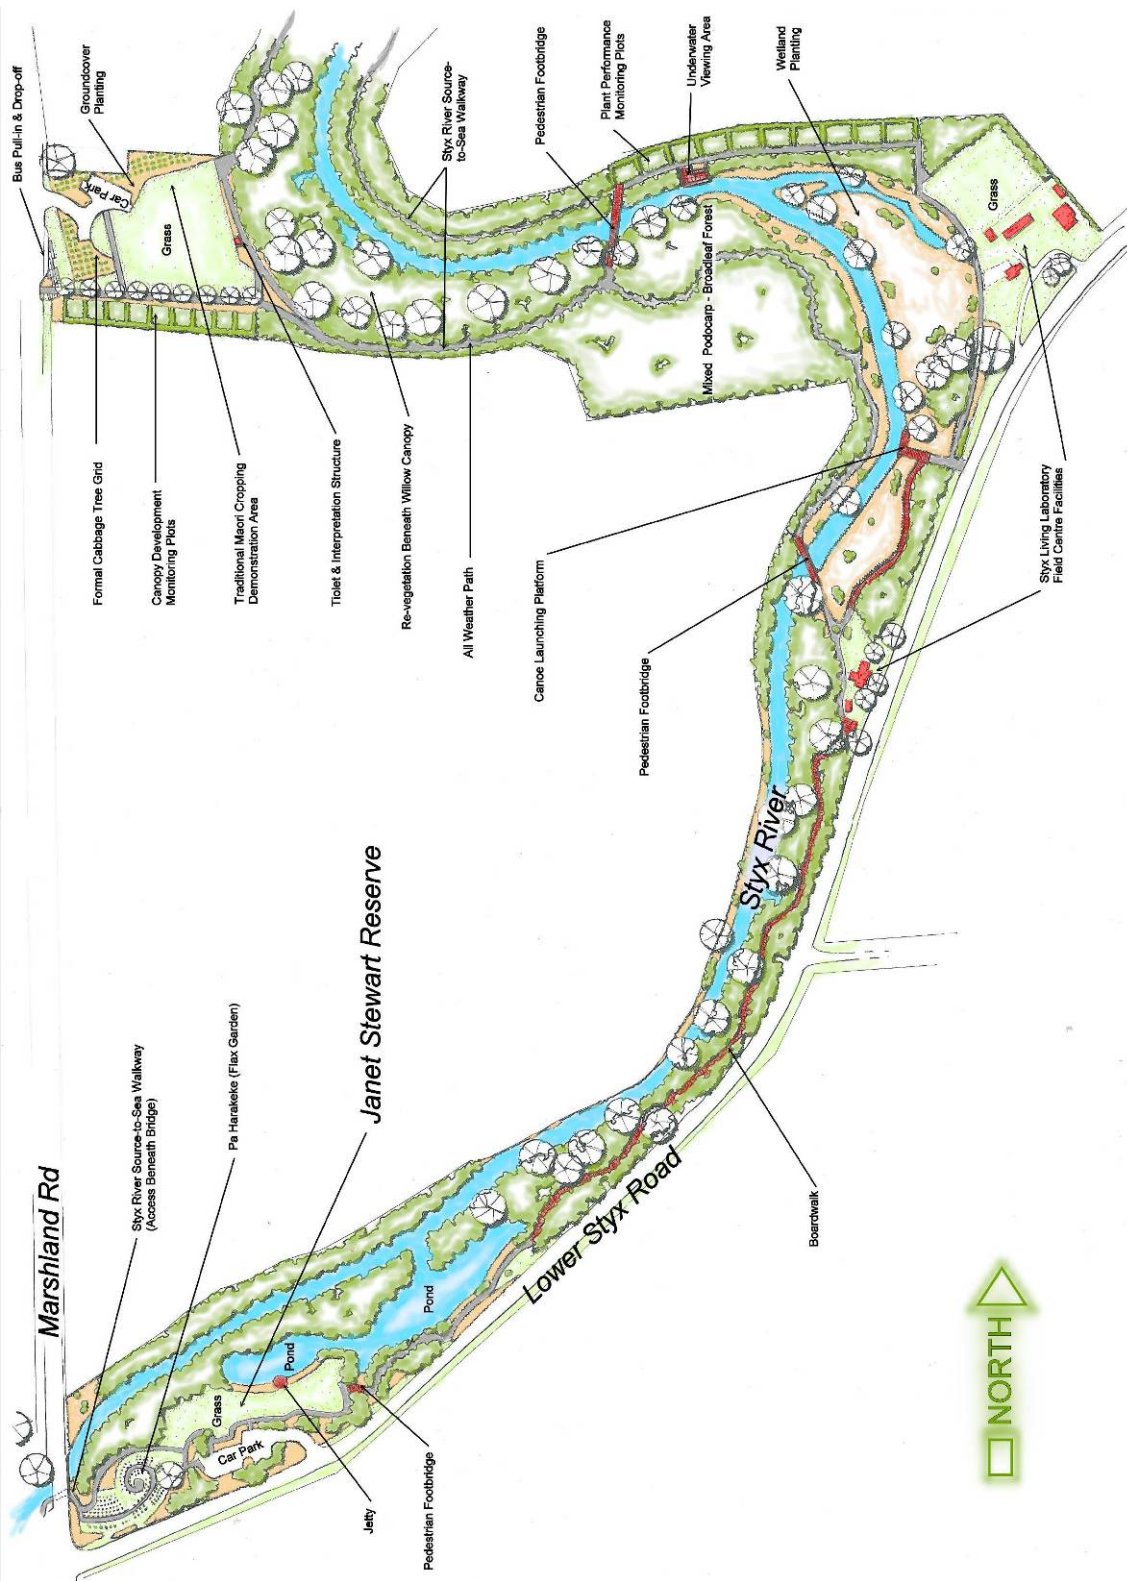 Bus Pull-in & Drop-off
Groundcover
Planting
Car Park
Grass
Styx River Source-
to-Sea Walkway
Pedestrian Footbridge
Plant Performance
Monitoring Plots
Underwater
Viewing Area
Wetland
Planting
Grass
Mixed Podocarp - Broadleaf Forest
Formal Cabbage Tree Grid
Canopy Development
Monitoring Plots
Traditional Maori Cropping
Demonstration Area
Tiolet & Interpretation Structure
Re-vegetation Beneath Willow Canopy
All Weather Path
Canoe Launching Platform
Pedestrian Footbridge
Styx Living Laboratory
Field Centre Facilities
Styx River
Janet Stewart Reserve
Marshland Rd
Styx River Source-to-Sea Walkway
(Access Beneath Bridge)
Pa Harakeke (Flax Garden)
Lower Styx Road
Boardwalk
Pond
Pond
Grass
Car Park
Jetty
Pedestrian Footbridge
NORTH